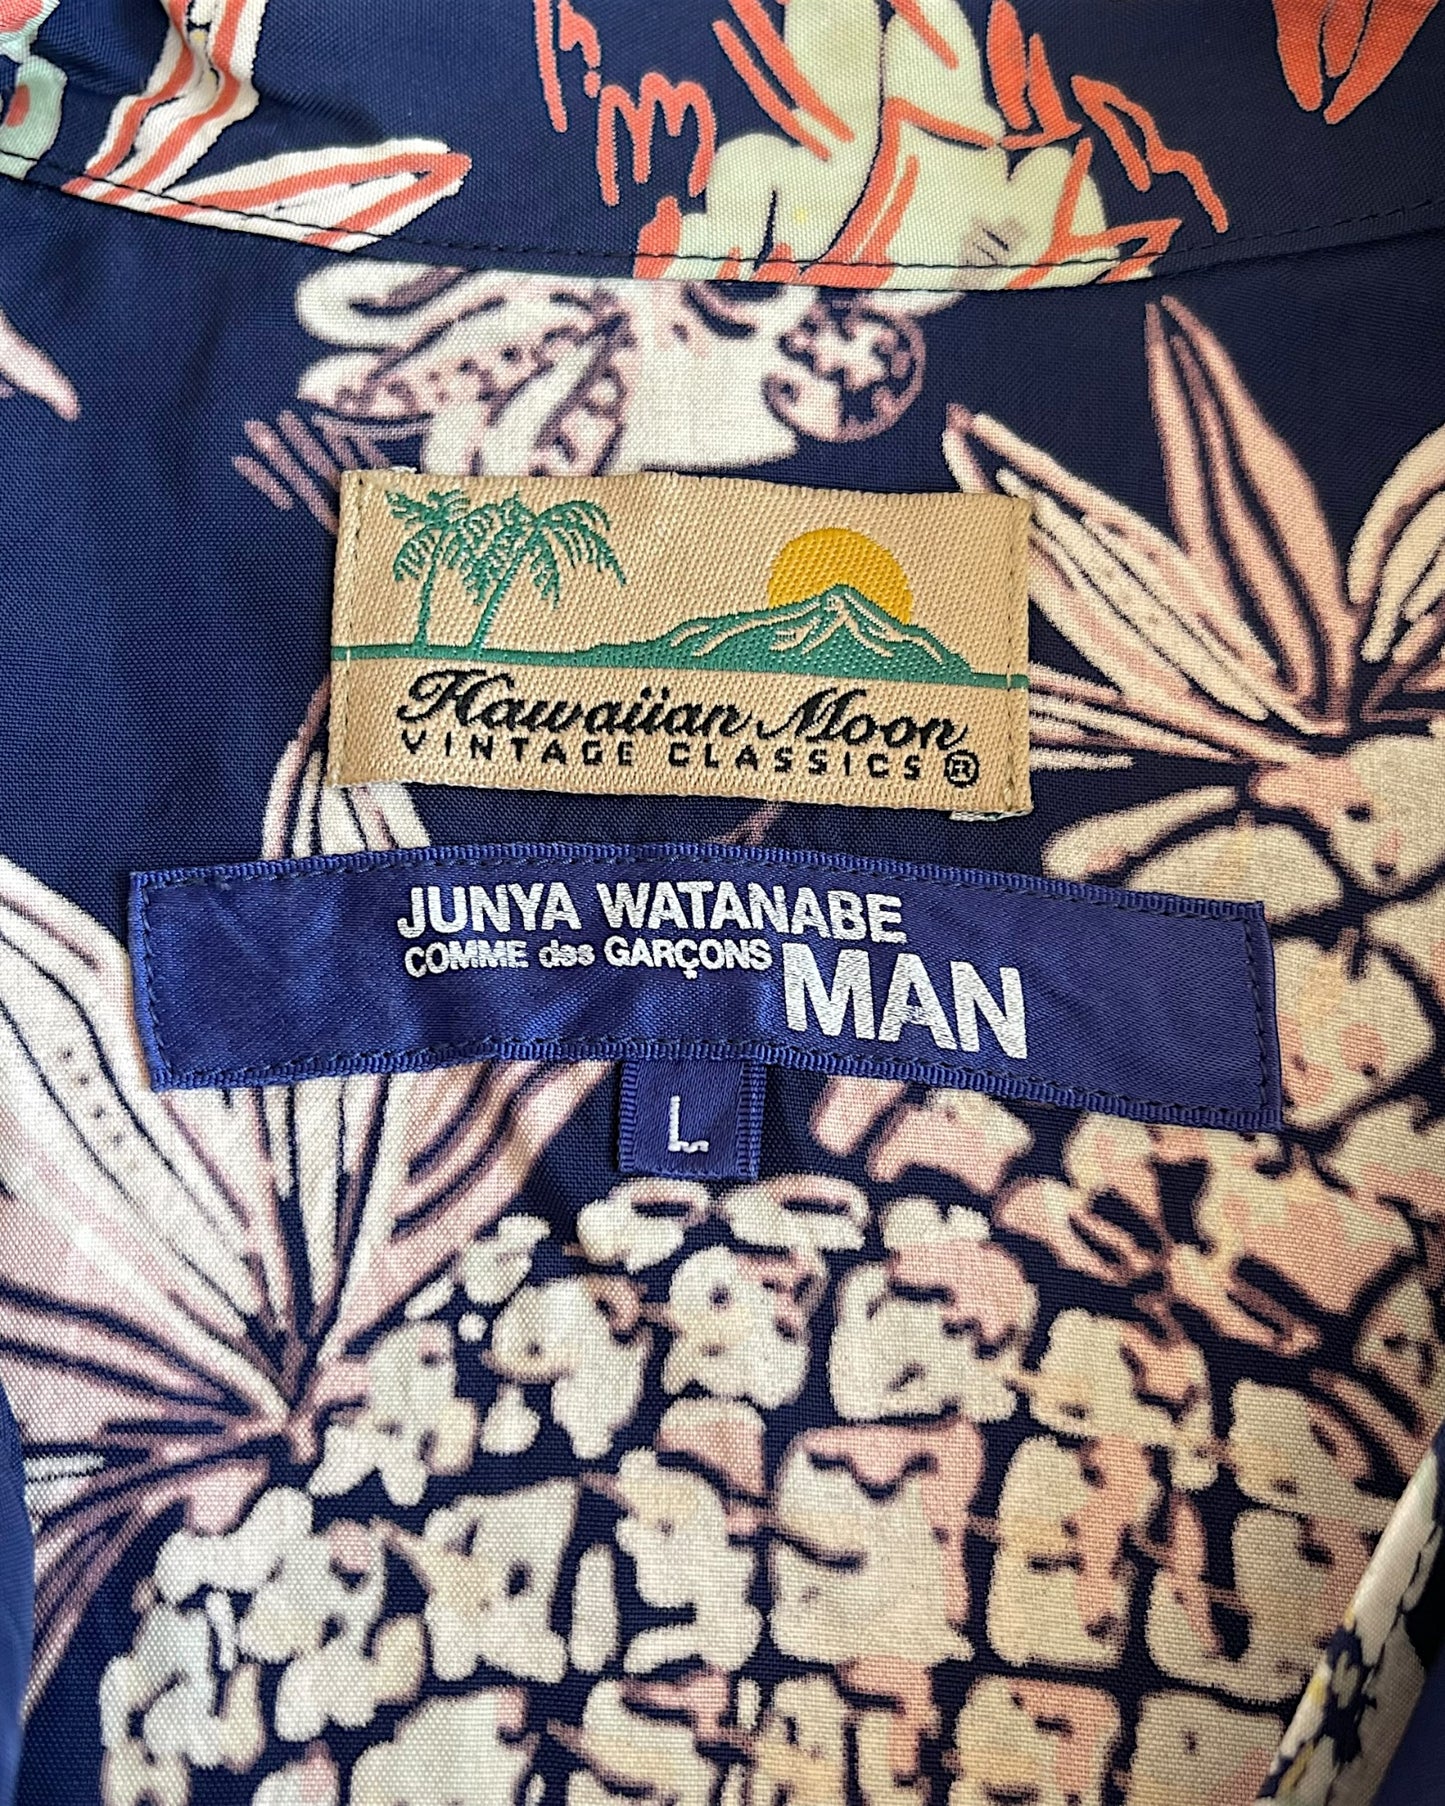 Hawaiian Moon
VINTAGE CLASSICS ®
JUNYA WATANABE
COMME des GARÇONS MAN
L